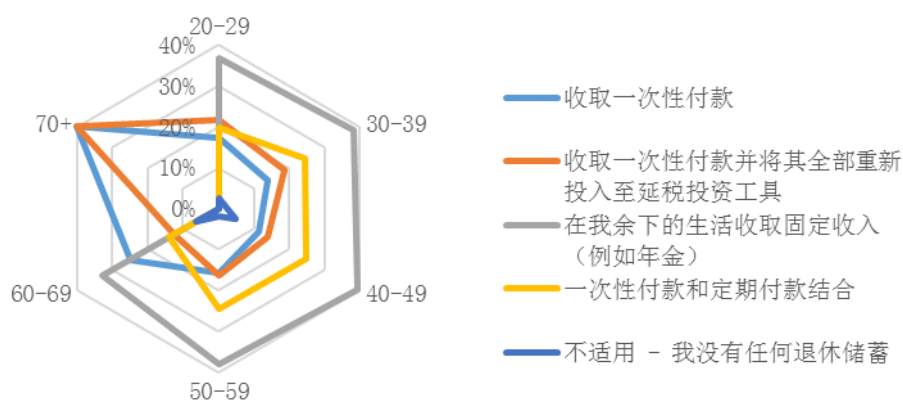 20-29
40%
30%
20%
10%
0%
70+
30-39
60-69
40-49
50-59
收取一次性付款
收取一次性付款并将其全部重新
投入至延税投资工具
在我余下的生活收取固定收入
（例如年金）
一次性付款和定期付款结合
不适用 - 我没有任何退休储蓄